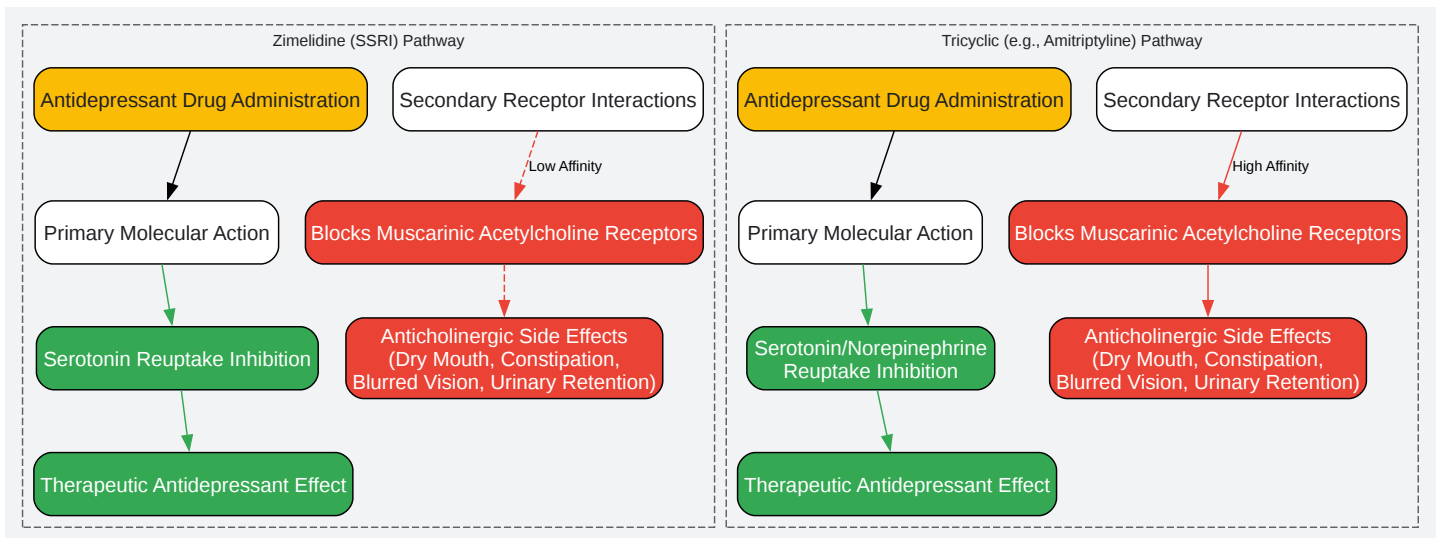 Zimelidine (SSRI) Pathway
Antidepressant Drug Administration
Secondary Receptor Interactions
Low Affinity
Primary Molecular Action
Blocks Muscarinic Acetylcholine Receptors
Serotonin Reuptake Inhibition
Anticholinergic Side Effects
(Dry Mouth, Constipation,
Blurred Vision, Urinary Retention)
Therapeutic Antidepressant Effect
Tricyclic (e.g., Amitriptyline) Pathway
Antidepressant Drug Administration
Secondary Receptor Interactions
High Affinity
Primary Molecular Action
Blocks Muscarinic Acetylcholine Receptors
Serotonin/Norepinephrine
Reuptake Inhibition
Anticholinergic Side Effects
(Dry Mouth, Constipation,
Blurred Vision, Urinary Retention)
Therapeutic Antidepressant Effect